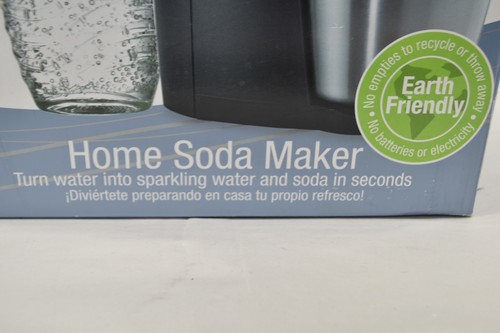 No empties to recycle or throw away •
Earth
Friendly
• No batteries or electricity
Home Soda Maker
Turn water into sparkling water and soda in seconds
¡Diviértete preparando en casa tu propio refresco!